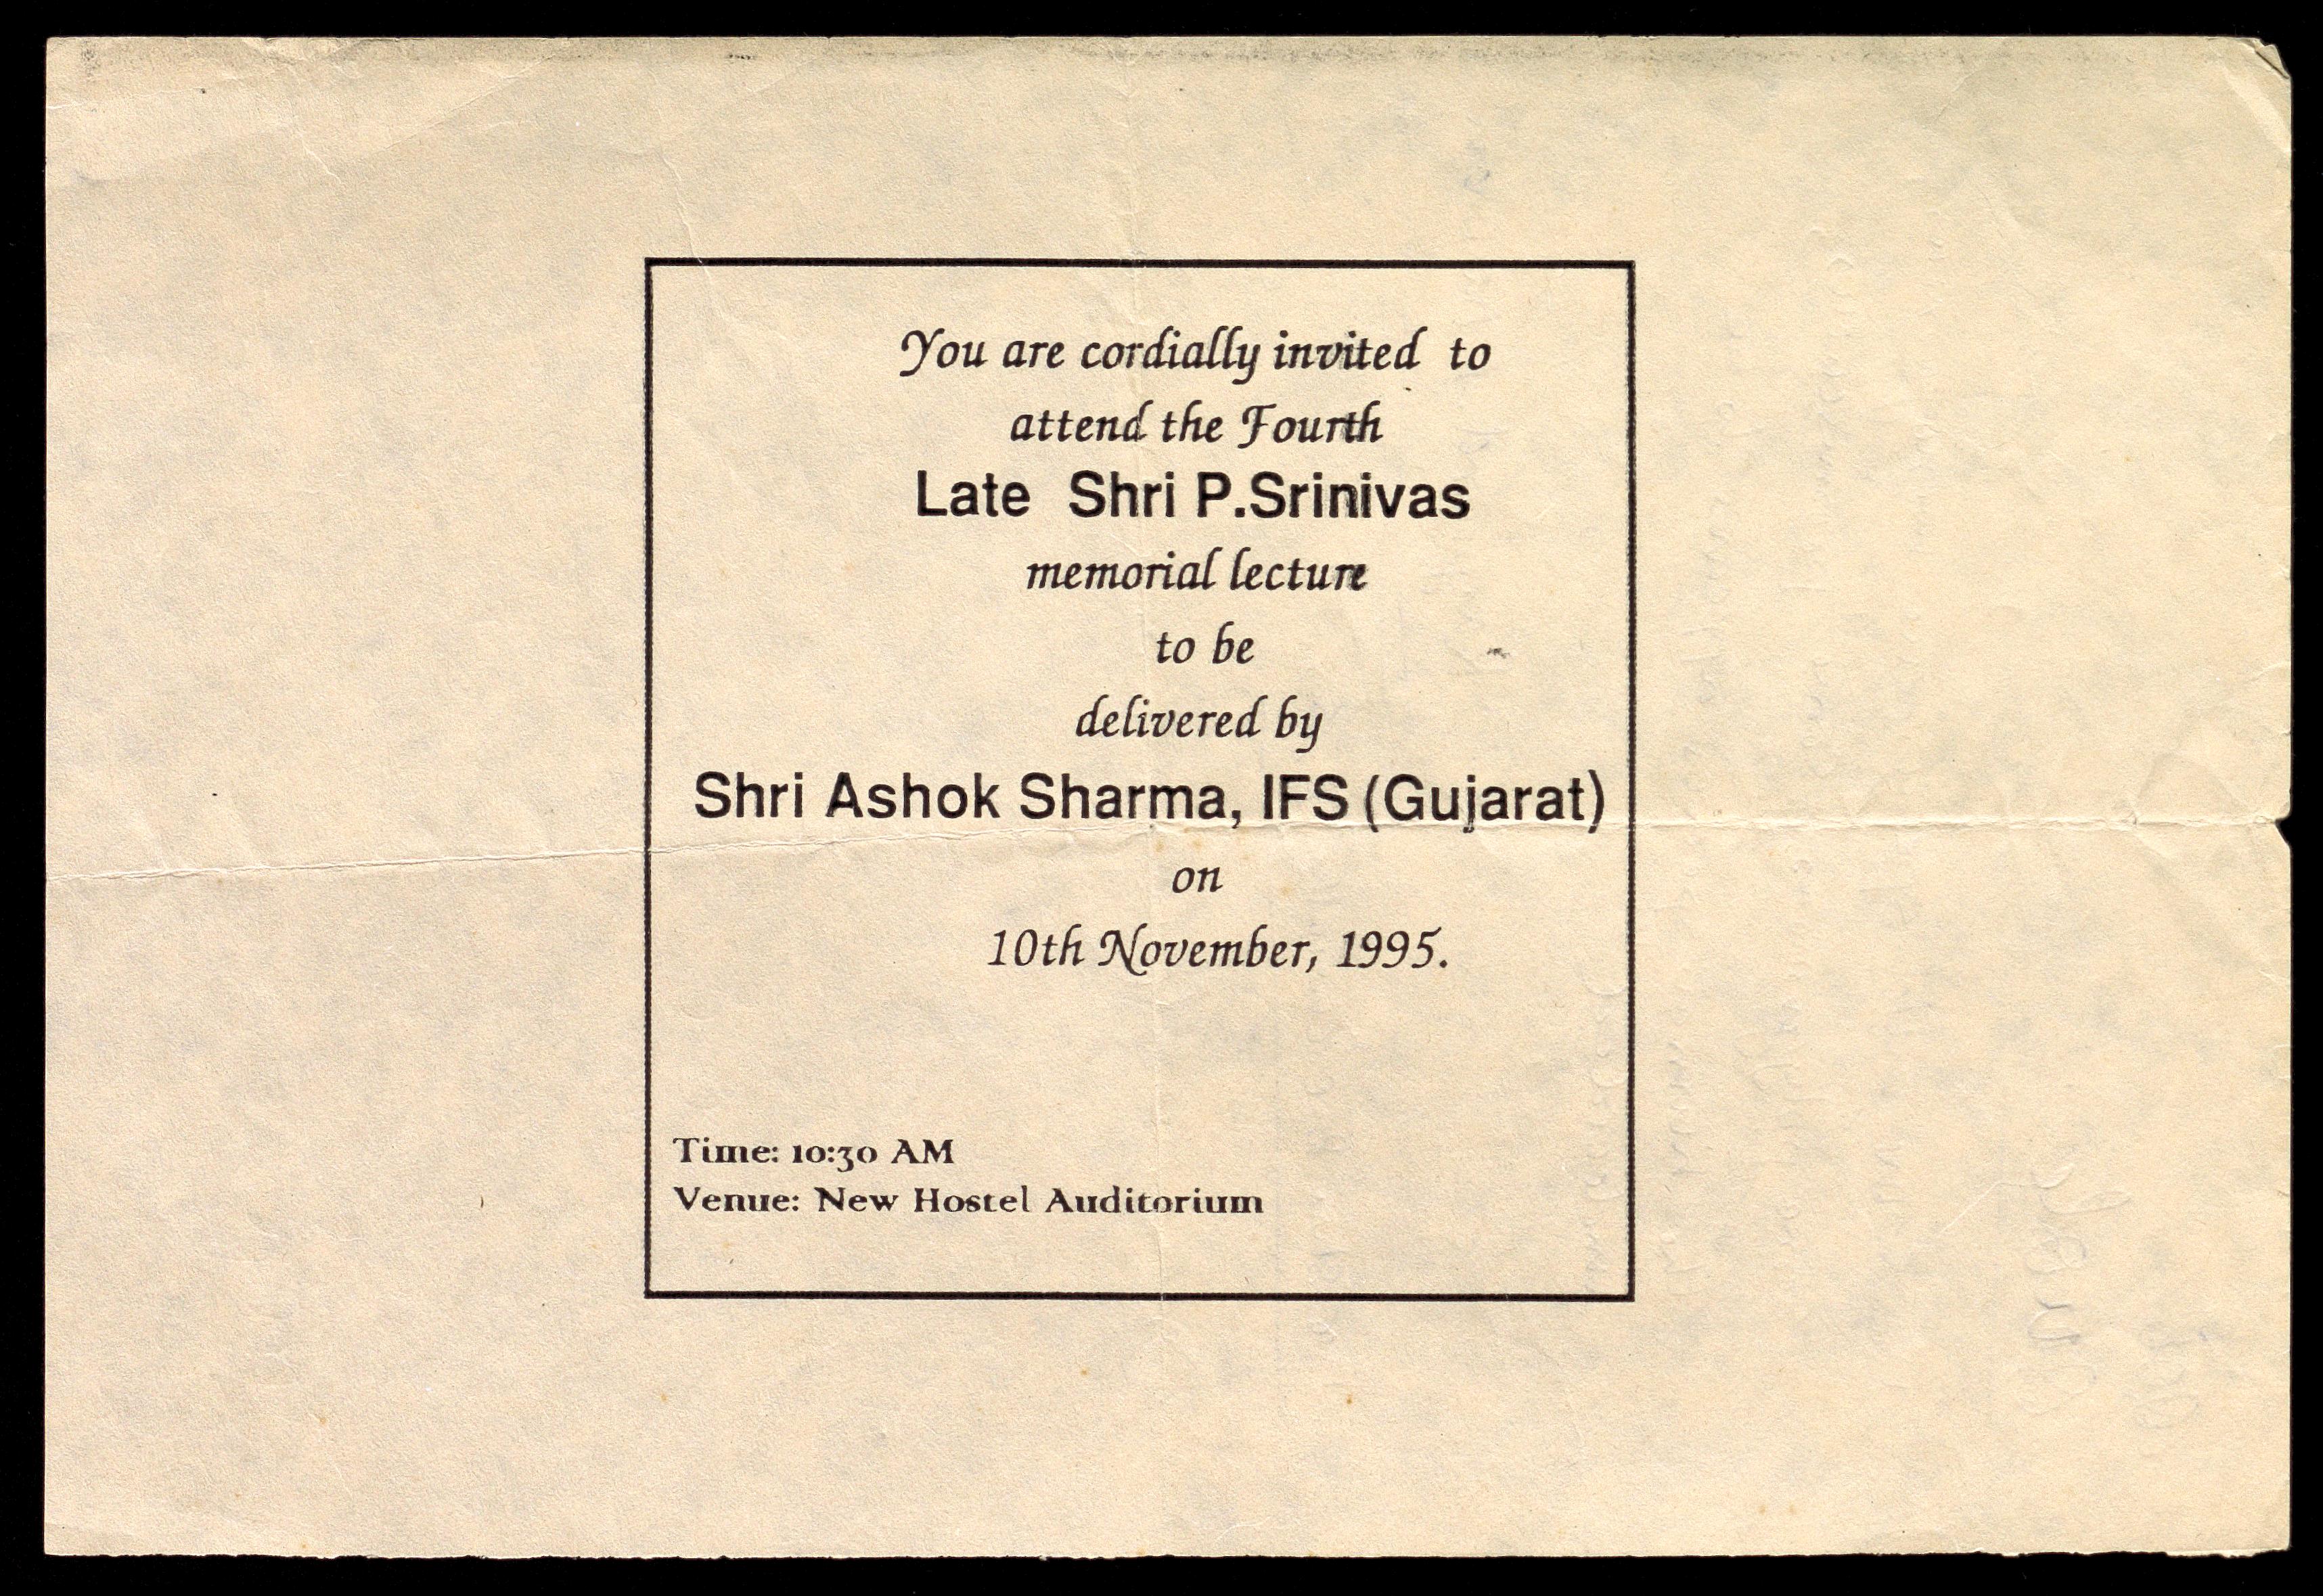 You are cordially invited to
attend the Fourth
Late Shri P.Srinivas
memorial lecture
to be
delivered by
Shri Ashok Sharma, IFS (Gujarat)
on
10th November, 1995.
Time: 10:30 AM
Venue: New Hostel Auditorium